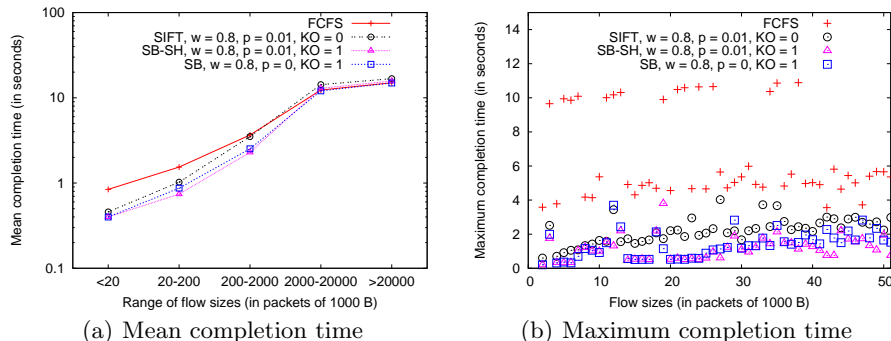 FCFS
SIFT, w = 0.8, p = 0.01, KO = 0
SB-SH, w = 0.8, p = 0.01, KO = 1
SB, w = 0.8, p = 0, KO = 1
Mean completion time (in seconds)
100
10
1
0.1
<20
20-200
200-2000
2000-20000
>20000
Range of flow sizes (in packets of 1000 B)
(a) Mean completion time
FCFS
SIFT, w = 0.8, p = 0.01, KO = 0
SB-SH, w = 0.8, p = 0.01, KO = 1
SB, w = 0.8, p = 0, KO = 1
Maximum completion time (in seconds)
14
12
10
8
6
4
2
0
0 10 20 30 40 50
Flow sizes (in packets of 1000 B)
(b) Maximum completion time